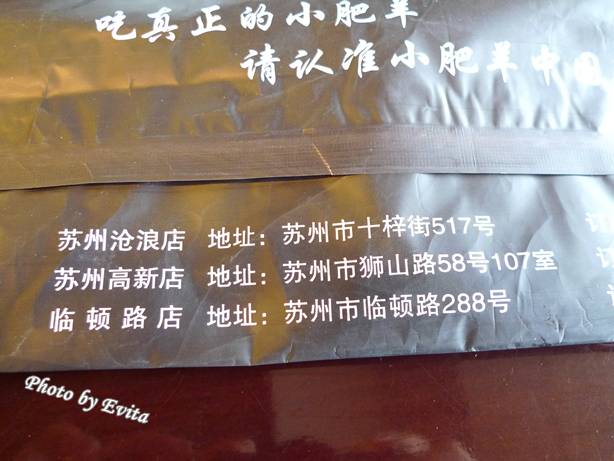 吃真正的小肥羊
请认准小肥羊中国
苏州沧浪店 地址：苏州市十梓街517号 订
苏州高新店 地址：苏州市狮山路58号107室 订
临顿路店 地址：苏州市临顿路288号
Photo by Evita